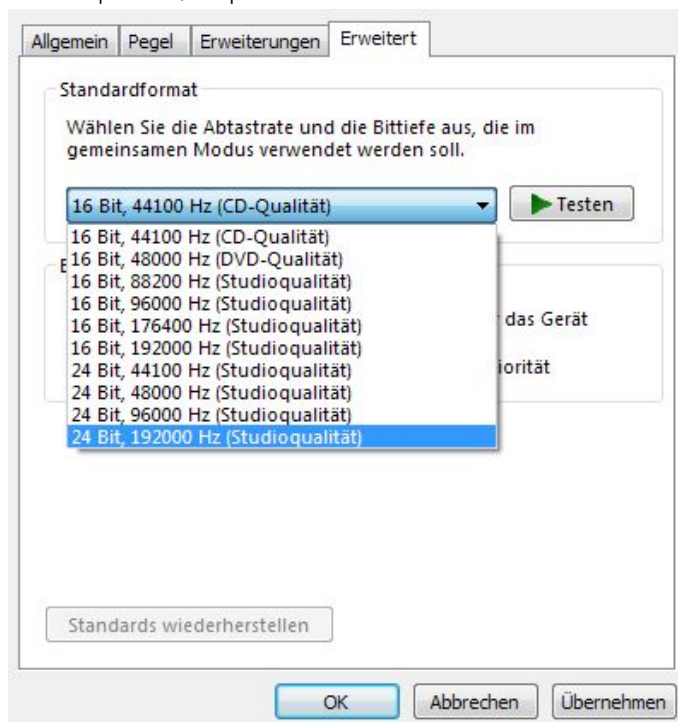 Allgemein Pegel Erweiterungen Erweitert
Standardformat
Wählen Sie die Abtastrate und die Bittiefe aus, die im
gemeinsamen Modus verwendet werden soll.
16 Bit, 44100 Hz (CD-Qualität) Testen
16 Bit, 44100 Hz (CD-Qualität)
16 Bit, 48000 Hz (DVD-Qualität)
16 Bit, 88200 Hz (Studioqualität)
16 Bit, 96000 Hz (Studioqualität)
16 Bit, 176400 Hz (Studioqualität)
das Gerät
16 Bit, 192000 Hz (Studioqualität)
24 Bit, 44100 Hz (Studioqualität)
iorität
24 Bit, 48000 Hz (Studioqualität)
24 Bit, 96000 Hz (Studioqualität)
24 Bit, 192000 Hz (Studioqualität)
Standards wiederherstellen
OK Abbrechen Übernehmen